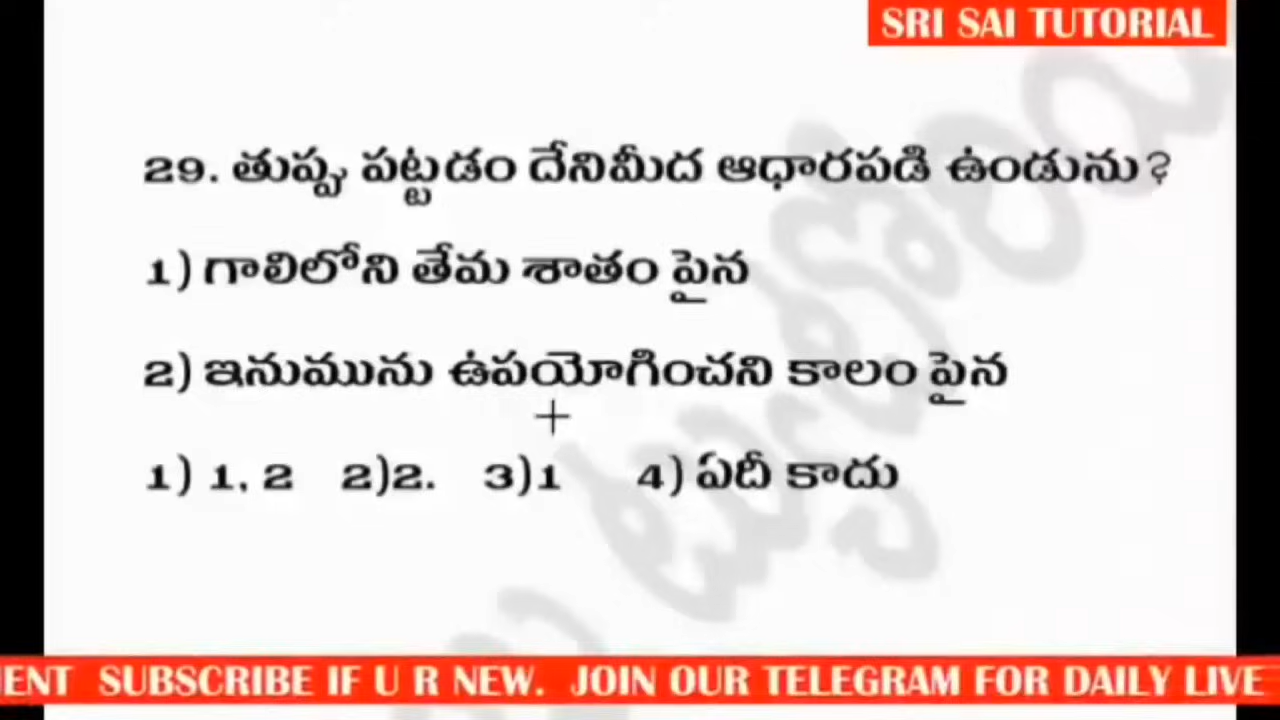 SRI SAI TUTORIAL
29. తుప్పు పట్టడం దేనిమీద ఆధారపడి ఉండును?
1) గాలిలోని తేమ శాతం పైన
2) ఇనుమును ఉపయోగించని కాలం పైన
1) 1, 2 2)2. 3)1 4) ఏదీ కాదు
SUBSCRIBE IF U R NEW. JOIN OUR TELEGRAM FOR DAILY LIVE